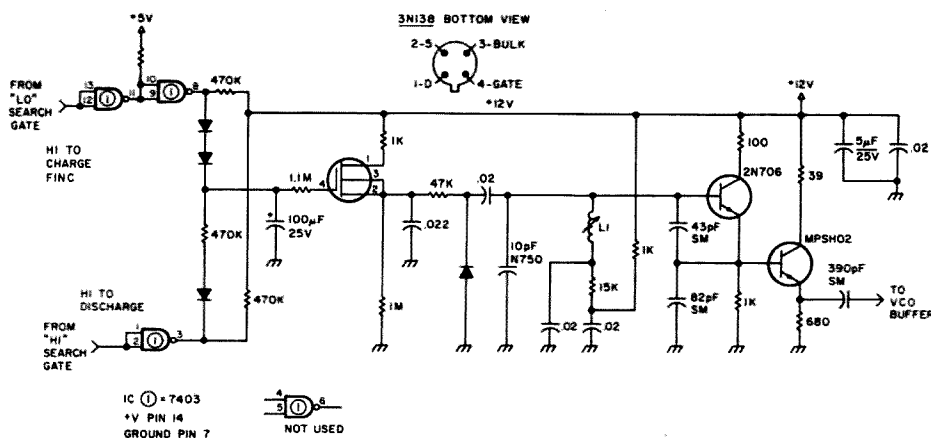 +5V
3N138 BOTTOM VIEW
2-S
3-BULK
1-D
4-GATE
FROM
"LO"
SEARCH
GATE
13
12
1
11
10
9
1
8
470K
+12V
+12V
HI TO
CHARGE
FINC
1K
1
3
2
4
1.1M
+
100µF
25V
470K
470K
47K
.02
.022
1M
10pF
N750
L1
15K
.02
.02
1K
100
2N706
43pF
SM
82pF
SM
1K
39
5µF
25V
.02
MPSH02
390pF
SM
680
TO
VCO
BUFFER
HI TO
DISCHARGE
FROM
"HI"
SEARCH
GATE
1
2
1
3
IC 1 = 7403
+V PIN 14
GROUND PIN 7
4
5
1
6
NOT USED